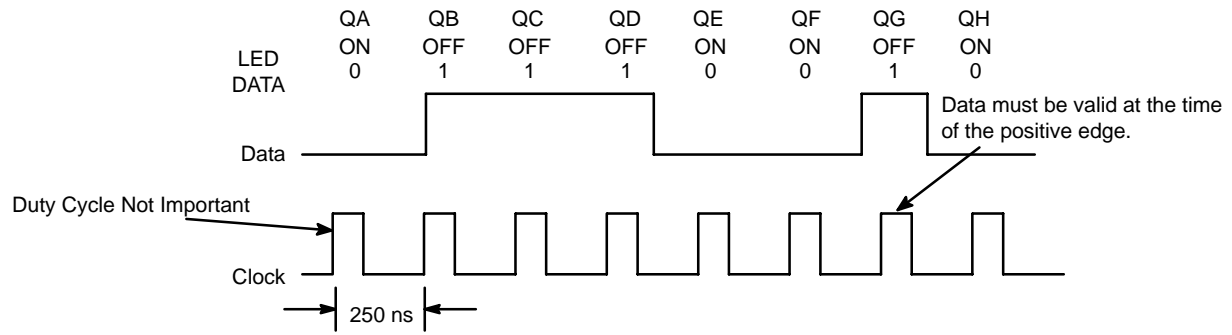 QA QB QC QD QE QF QG QH
ON OFF OFF OFF ON ON OFF ON
LED
DATA
0 1 1 1 0 0 1 0
Data must be valid at the time
of the positive edge.
Data
Duty Cycle Not Important
Clock
250 ns